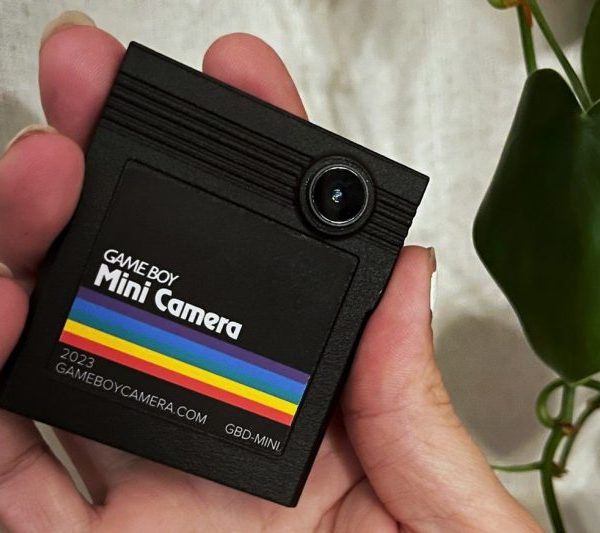 GAME BOY
Mini Camera
2023
GAMEBOYCAMERA.COM
GBD-MINI